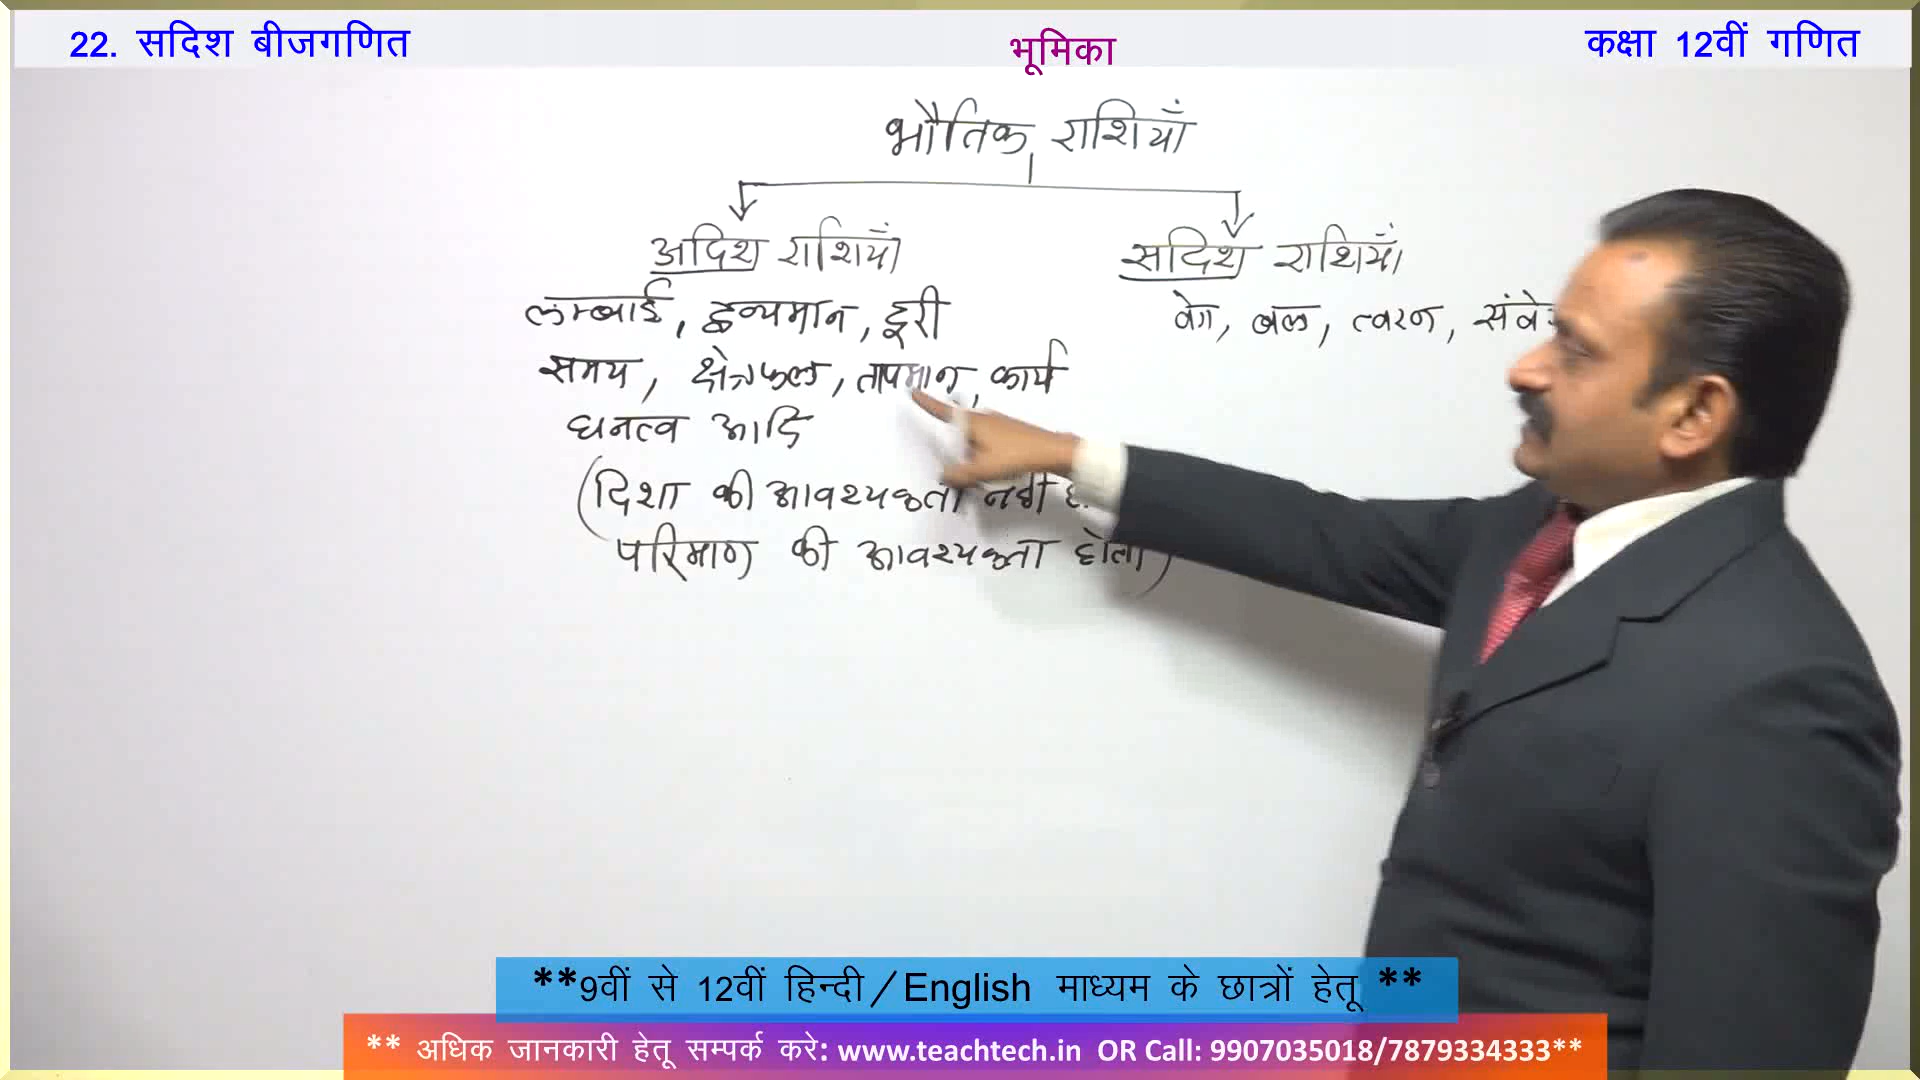 22. सदिश बीजगणित
भूमिका
कक्षा 12वीं गणित
भौतिक राशियाँ
अदिश राशियाँ
सदिश राशियाँ
लम्बाई, द्रव्यमान, दूरी
वेग, बल, त्वरन,
समय, क्षेत्रफल, तापमान, कार्य
घनत्व आदि
(दिशा की आवश्यकता नही
परिमाण की आवश्यकता होती)
**9वीं से 12वीं हिन्दी/English माध्यम के छात्रों हेतू **
** अधिक जानकारी हेतू सम्पर्क करे: www.teachtech.in OR Call: 9907035018/7879334333**